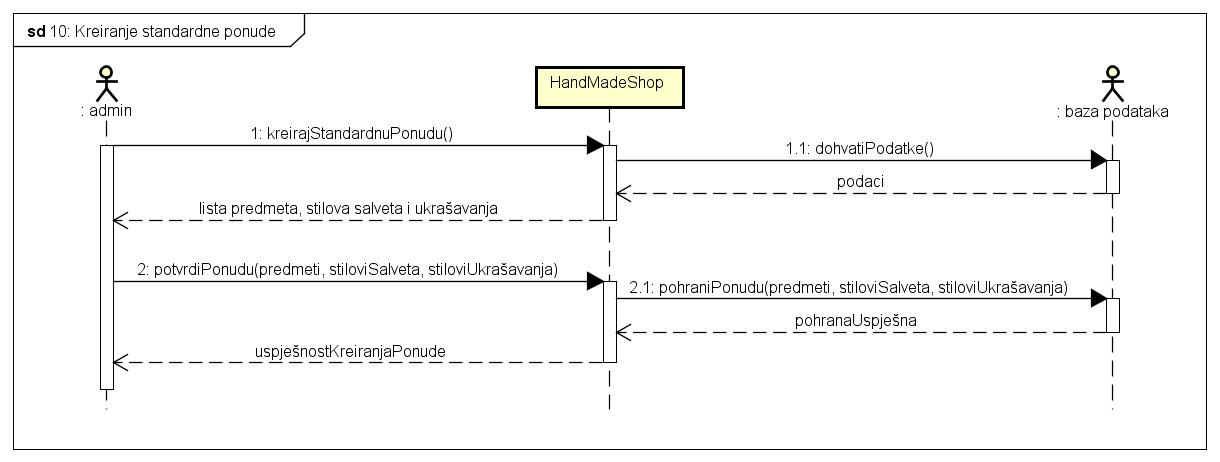 sd 10: Kreiranje standardne ponude
HandMadeShop
: admin
: baza podataka
1: kreirajStandardnuPonudu()
1.1: dohvatiPodatke()
podaci
lista predmeta, stilova salveta i ukrašavanja
2: potvrdiPonudu(predmeti, stiloviSalveta, stiloviUkrašavanja)
2.1: pohraniPonudu(predmeti, stiloviSalveta, stiloviUkrašavanja)
pohranaUspješna
uspješnostKreiranjaPonude